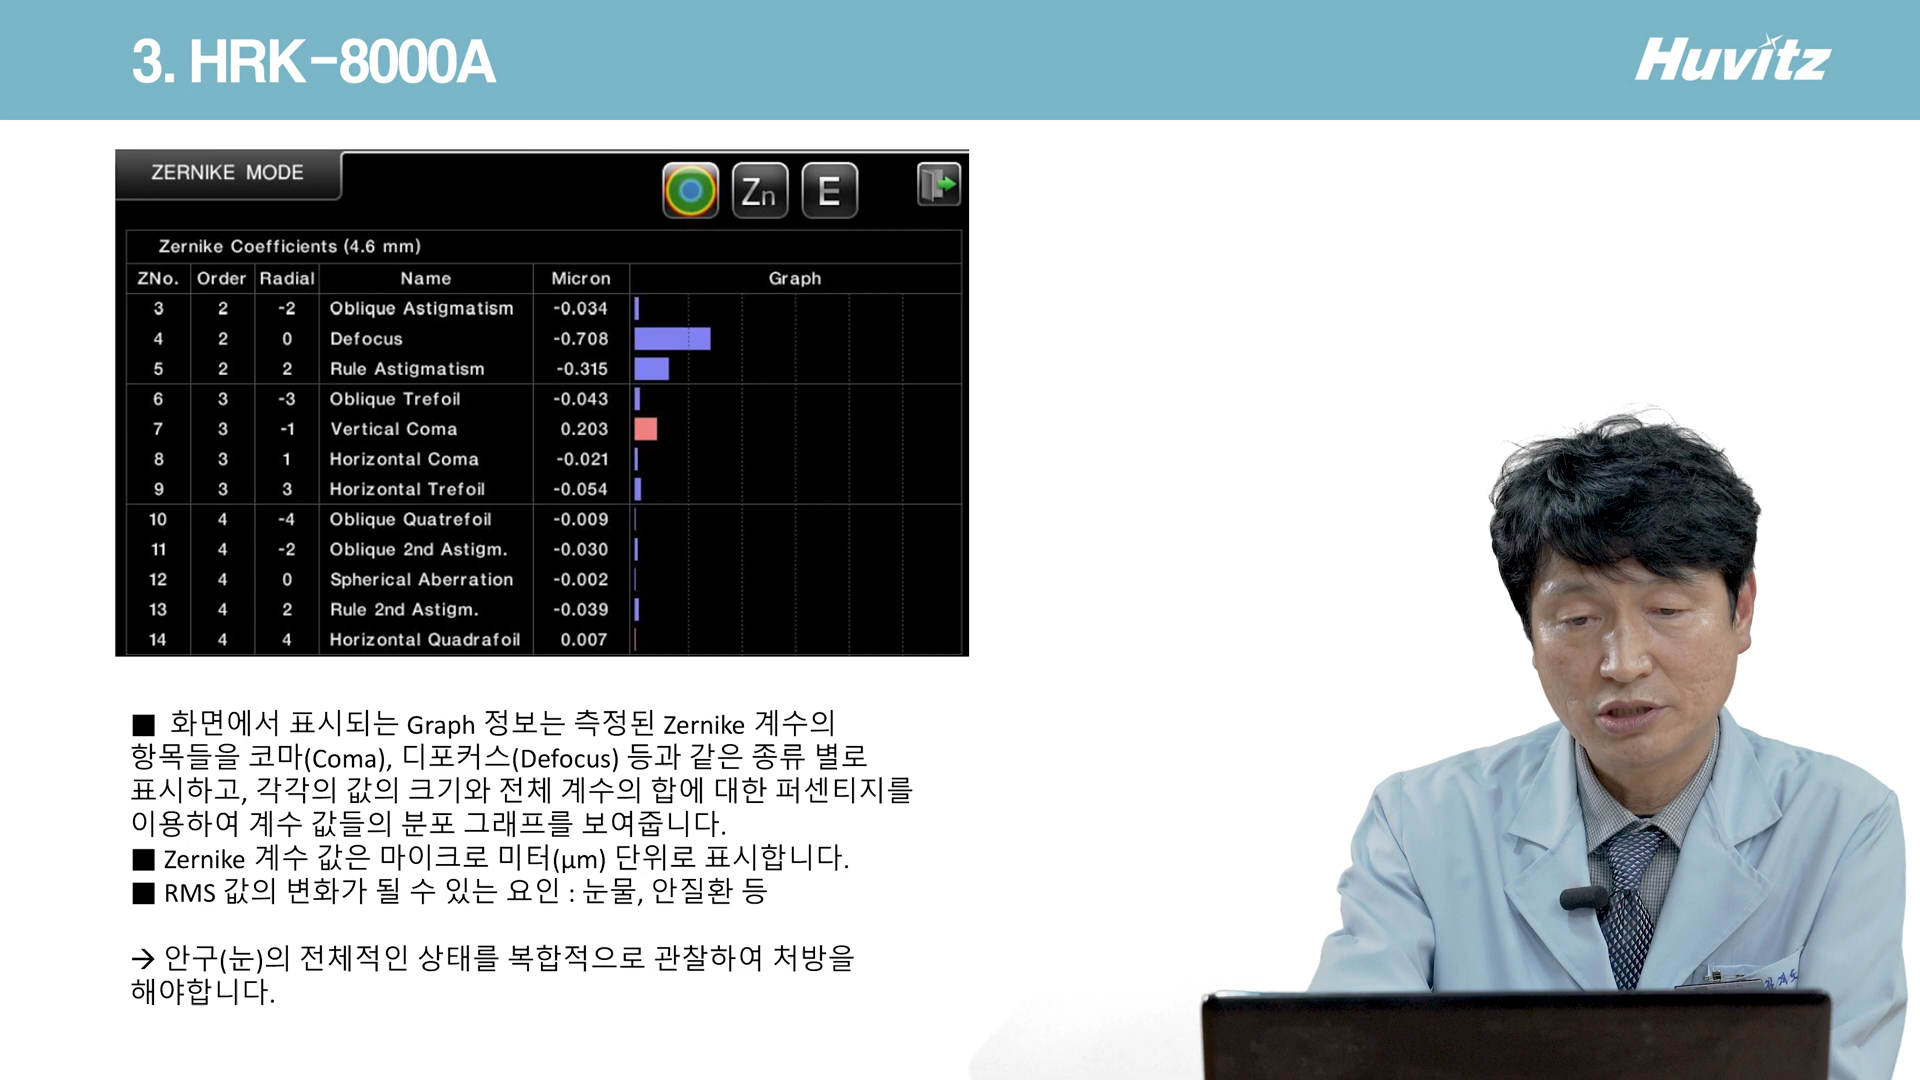 3. HRK-8000A
Huvitz
ZERNIKE MODE
Zn
E
Zernike Coefficients (4.6 mm)
ZNo. Order Radial Name Micron Graph
3 2 -2 Oblique Astigmatism -0.034
4 2 0 Defocus -0.708
5 2 2 Rule Astigmatism -0.315
6 3 -3 Oblique Trefoil -0.043
7 3 -1 Vertical Coma 0.203
8 3 1 Horizontal Coma -0.021
9 3 3 Horizontal Trefoil -0.054
10 4 -4 Oblique Quatrefoil -0.009
11 4 -2 Oblique 2nd Astigm. -0.030
12 4 0 Spherical Aberration -0.002
13 4 2 Rule 2nd Astigm. -0.039
14 4 4 Horizontal Quadrafoil 0.007
■ 화면에서 표시되는 Graph 정보는 측정된 Zernike 계수의
항목들을 코마(Coma), 디포커스(Defocus) 등과 같은 종류 별로
표시하고, 각각의 값의 크기와 전체 계수의 합에 대한 퍼센티지를
이용하여 계수 값들의 분포 그래프를 보여줍니다.
■ Zernike 계수 값은 마이크로 미터(μm) 단위로 표시합니다.
■ RMS 값의 변화가 될 수 있는 요인 : 눈물, 안질환 등
→ 안구(눈)의 전체적인 상태를 복합적으로 관찰하여 처방을
해야합니다.